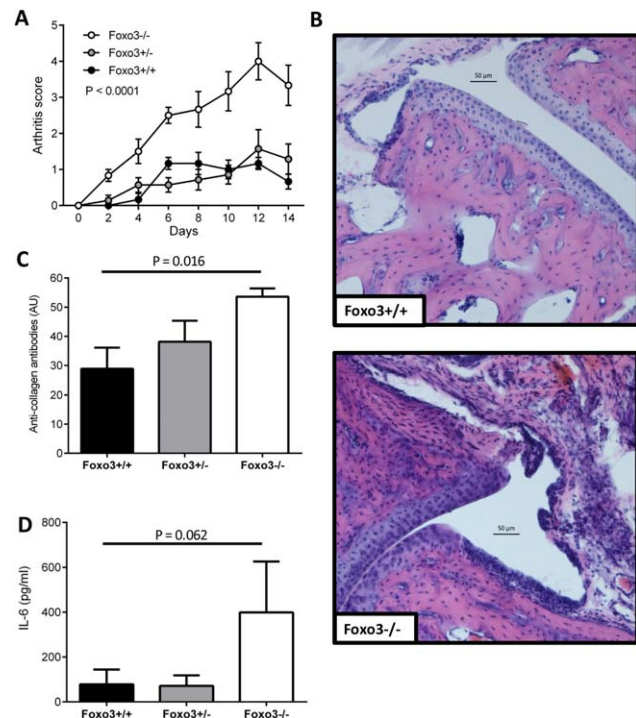 A
Foxo3-/-
Foxo3+/-
Foxo3+/+
P < 0.0001
Arthritis score
5
4
3
2
1
0
0 2 4 6 8 10 12 14
Days
B
50 µm
Foxo3+/+
50 µm
Foxo3-/-
C
P = 0.016
Anti-collagen antibodies (AU)
60
50
40
30
20
10
0
Foxo3+/+ Foxo3+/- Foxo3-/-
D
P = 0.062
IL-6 (pg/ml)
800
600
400
200
0
Foxo3+/+ Foxo3+/- Foxo3-/-